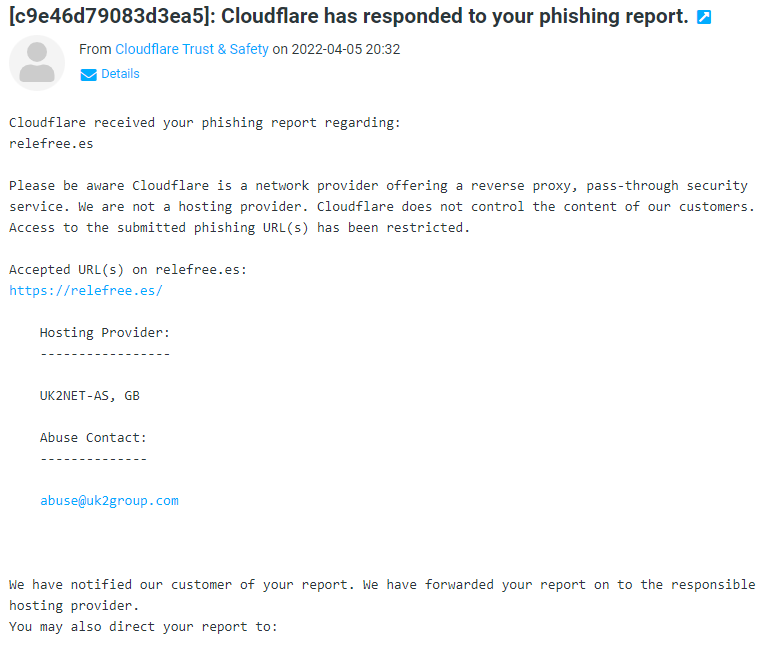 [c9e46d79083d3ea5]: Cloudflare has responded to your phishing report.
From Cloudflare Trust & Safety on 2022-04-05 20:32
Details
Cloudflare received your phishing report regarding:
relefree.es
Please be aware Cloudflare is a network provider offering a reverse proxy, pass-through security
service. We are not a hosting provider. Cloudflare does not control the content of our customers.
Access to the submitted phishing URL(s) has been restricted.
Accepted URL(s) on relefree.es:
https://relefree.es/
Hosting Provider:
-----------------
UK2NET-AS, GB
Abuse Contact:
--------------
abuse@uk2group.com
We have notified our customer of your report. We have forwarded your report on to the responsible
hosting provider.
You may also direct your report to: